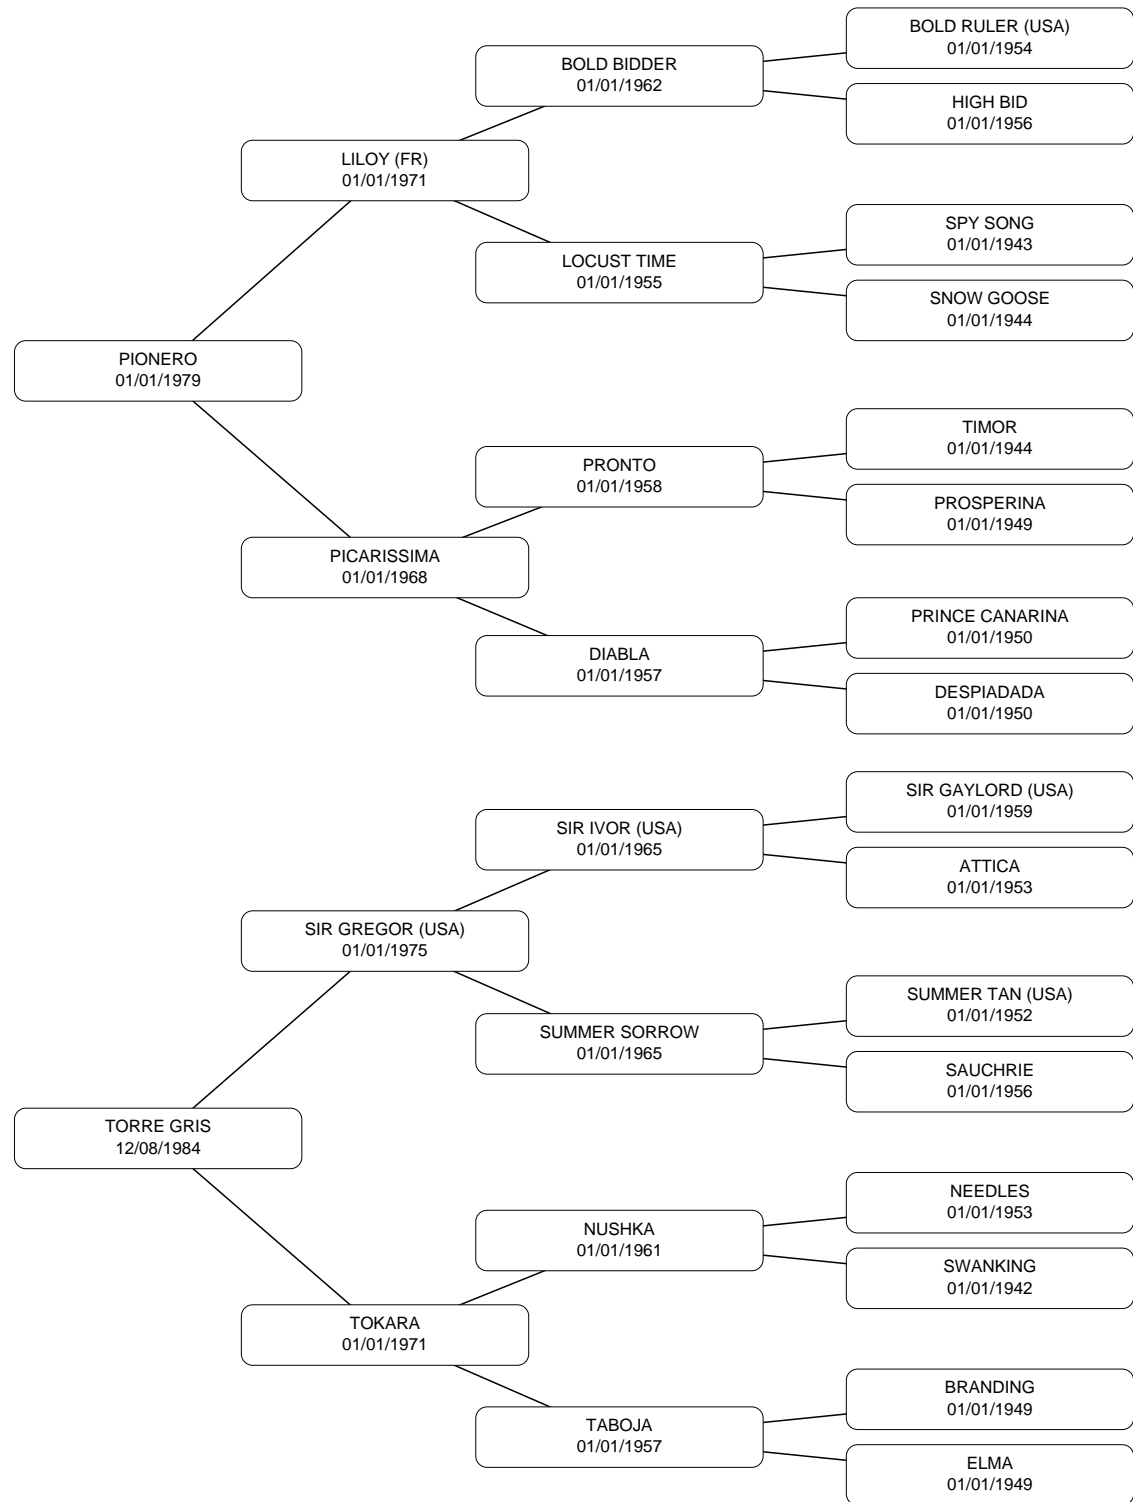 BOLD RULER (USA)
01/01/1954
BOLD BIDDER
01/01/1962
HIGH BID
01/01/1956
LILOY (FR)
01/01/1971
SPY SONG
01/01/1943
LOCUST TIME
01/01/1955
SNOW GOOSE
01/01/1944
PIONERO
01/01/1979
TIMOR
01/01/1944
PRONTO
01/01/1958
PROSPERINA
01/01/1949
PICARISSIMA
01/01/1968
PRINCE CANARINA
01/01/1950
DIABLA
01/01/1957
DESPIADADA
01/01/1950
SIR GAYLORD (USA)
01/01/1959
SIR IVOR (USA)
01/01/1965
ATTICA
01/01/1953
SIR GREGOR (USA)
01/01/1975
SUMMER TAN (USA)
01/01/1952
SUMMER SORROW
01/01/1965
SAUCHRIE
01/01/1956
TORRE GRIS
12/08/1984
NEEDLES
01/01/1953
NUSHKA
01/01/1961
SWANKING
01/01/1942
TOKARA
01/01/1971
BRANDING
01/01/1949
TABOJA
01/01/1957
ELMA
01/01/1949